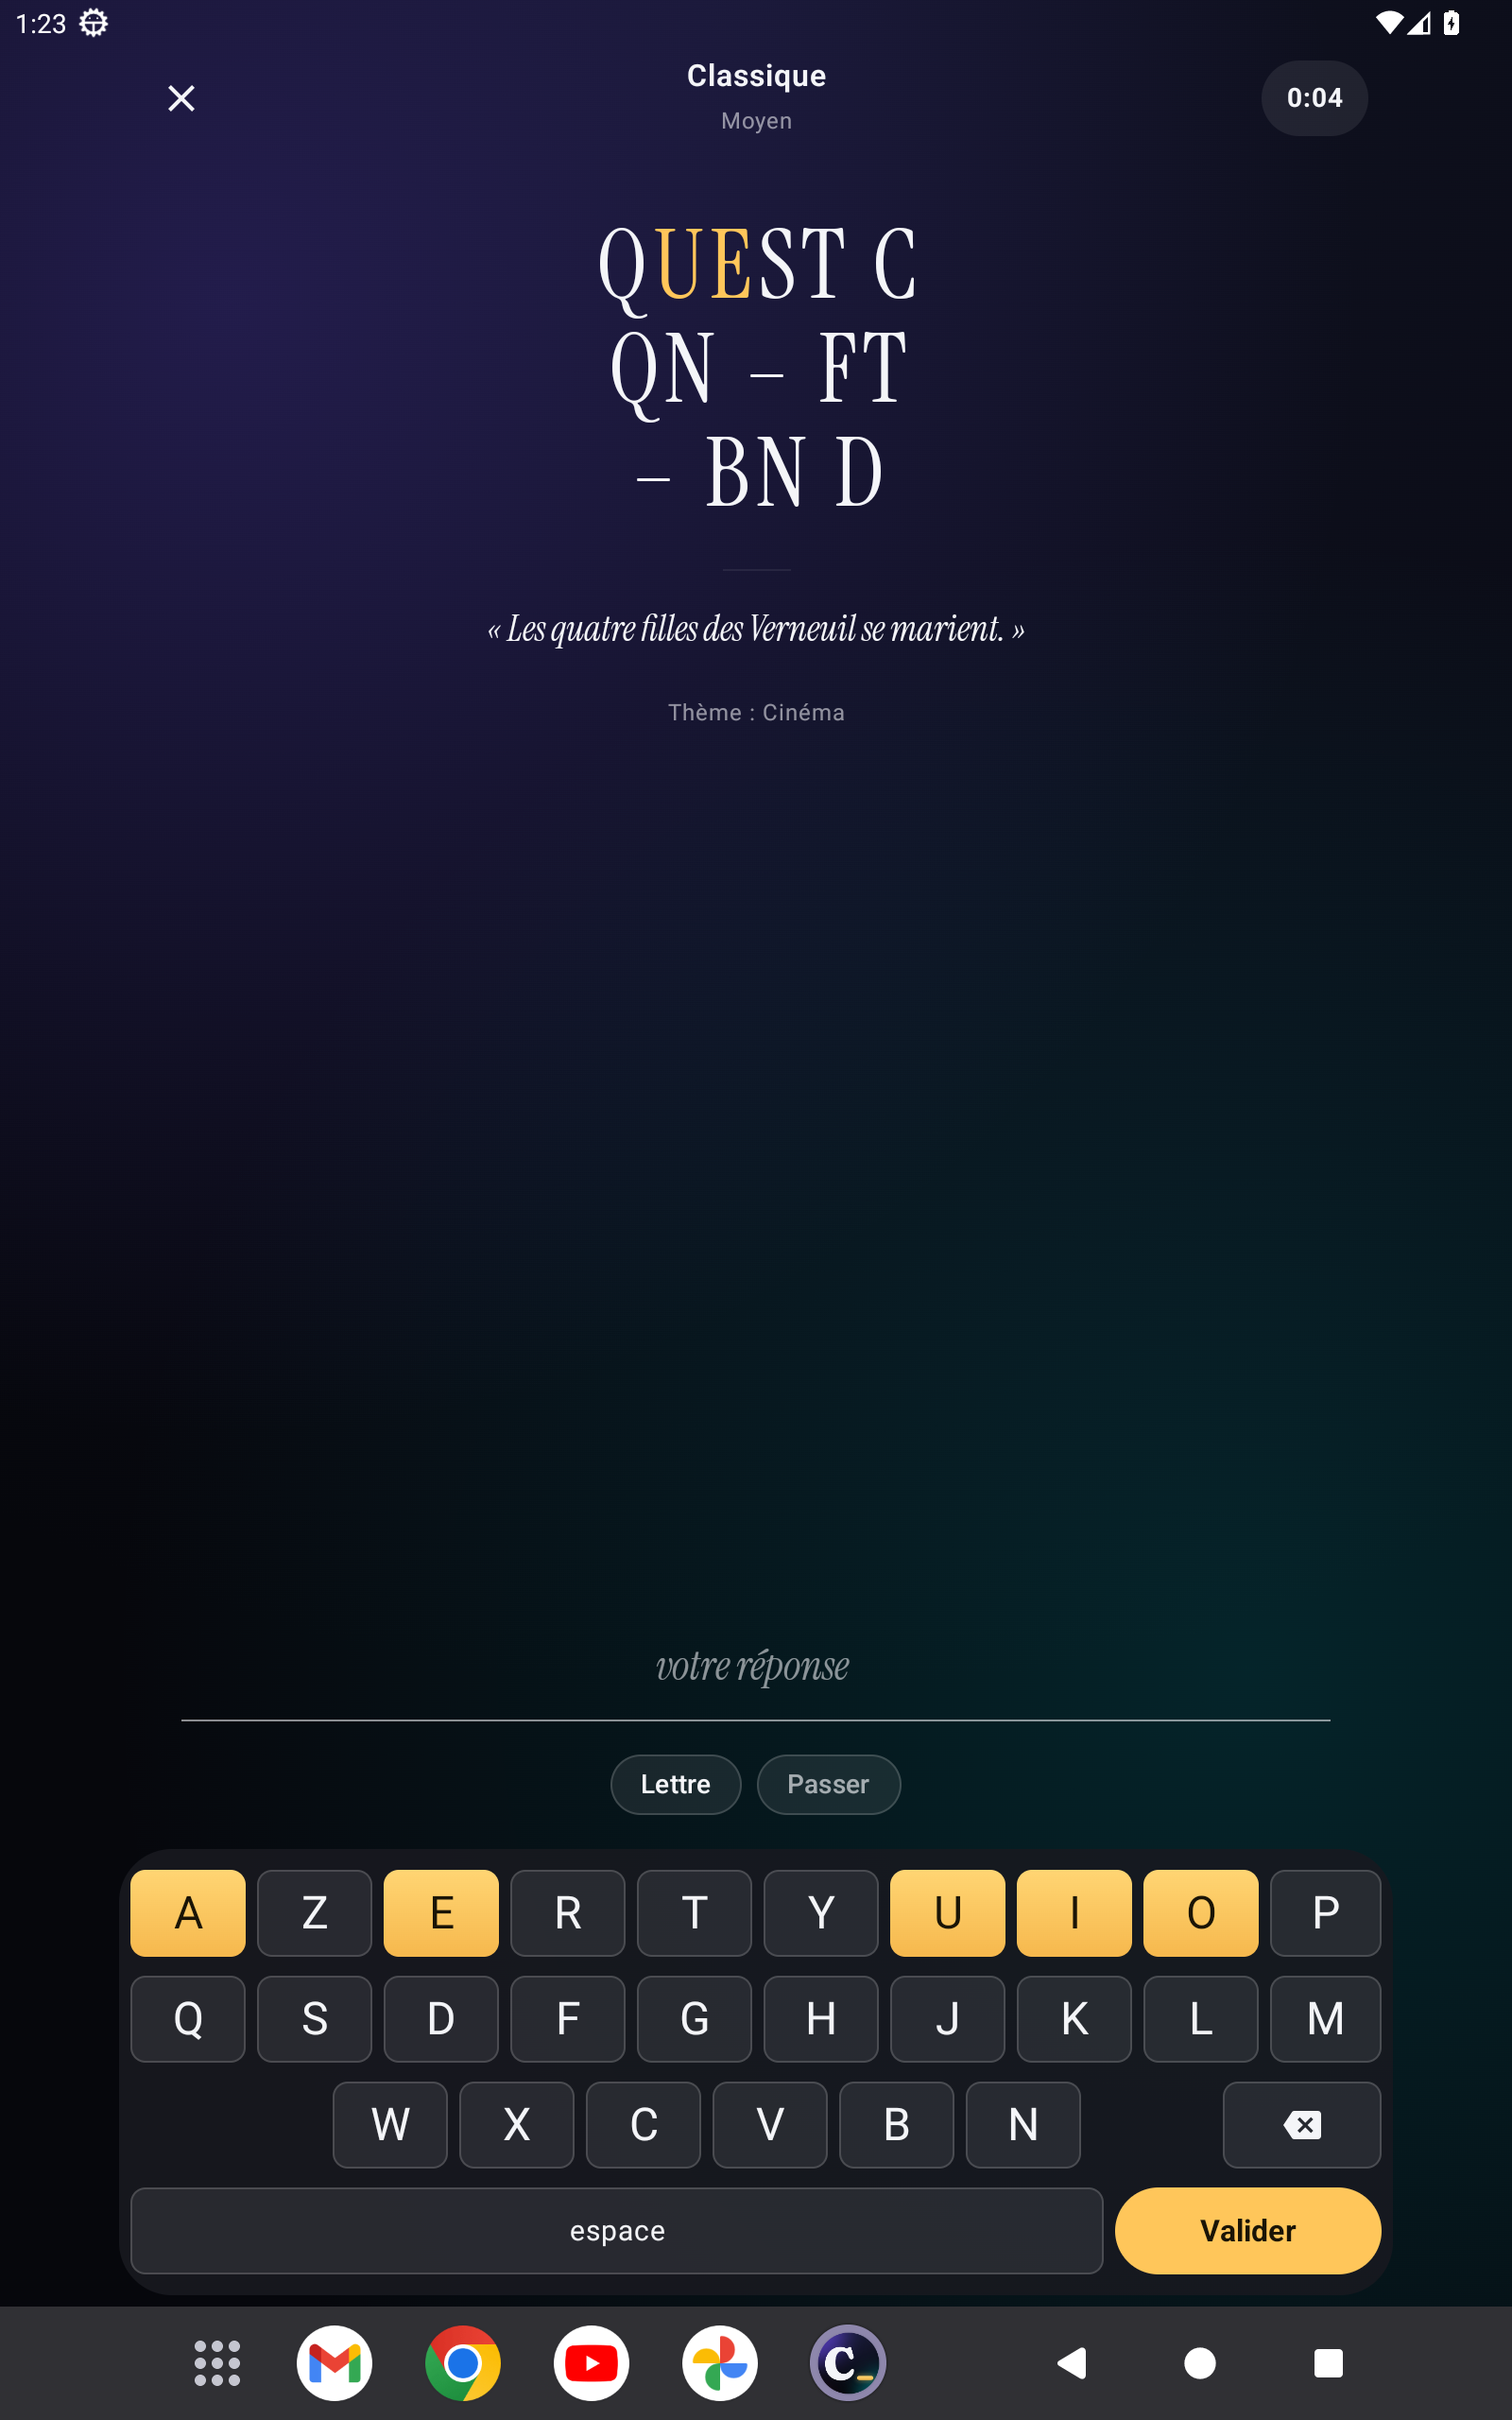 1:23
Classique
Moyen
0:04
QUEST C
QN – FT
– BN D
« Les quatre filles des Verneuil se marient. »
Thème : Cinéma
votre réponse
Lettre
Passer
A Z E R T Y U I O P
Q S D F G H J K L M
W X C V B N
espace
Valider
C_